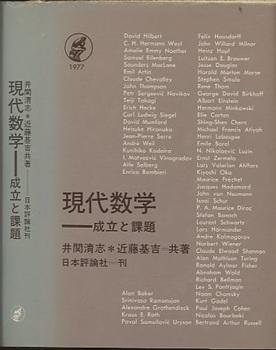 1977
現代数学
成立と課題
井関清志＊近藤基吉＝共著
日本評論社
David Hilbert
C. H. Hermann Weyl
Amalie Emmy Noether
Samuel Eilenberg
Saunders MacLane
Emil Artin
Claude Chevalley
John Thompson
Petr Sergeevič Novikov
Teiji Takagi
Erich Hecke
Carl Ludwig Siegel
David Mumford
Heisuke Hironaka
Jean-Pierre Serre
André Weil
Kunihiko Kodaira
I. Matveevič Vinogradov
Atle Selberg
Enrico Bombieri
Felix Hausdorff
John Willard Milnor
Heinz Hopf
Luitzen E. Brouwer
Jesse Douglas
Harold Marston Morse
Stephen Smale
René Thom
George David Birkhoff
Albert Einstein
Hermann Minkowski
Elie Cartan
Shing-Shen Chern
Michael Francis Atiyah
Henri Lebesgue
Emile Borel
N. Nikolaevič Luzin
Ernst Zermelo
Lars Valerian Ahlfors
Kiyoshi Oka
Maurice Fréchet
Jacques Hadamard
John von Neumann
Issai Schur
P. A. Maurice Dirac
Stefan Banach
Laurent Schwartz
Lars Hörmander
Andre Kolmogorov
Norbert Wiener
Claude Elwood Shannon
Alan Mathison Turing
Ronald Aylmer Fisher
Abraham Wald
Richard Bellman
Lev S. Pontrjagin
Noam Chomsky
Kurt Gödel
Paul Joseph Cohen
Nicolas Bourbaki
Bertrand Arthur Russell
現代数学
——成立と課題
井関清志＊近藤基吉＝共著
日本評論社＝刊
Alan Baker
Srinivasa Ramanujan
Alexandre Grothendieck
Klaus F. Roth
Pavel Samuilovič Uryson